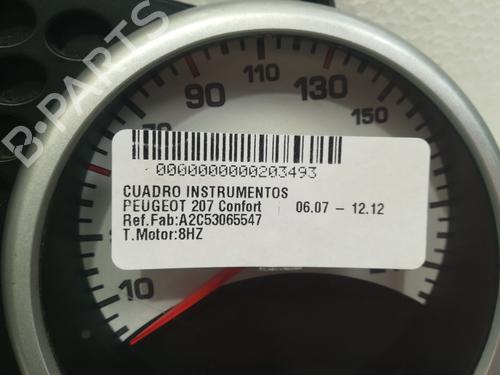 B-PARTS
90
110
130
150
70
0000000000203493
CUADRO INSTRUMENTOS
PEUGEOT 207 Confort 06.07 - 12.12
Ref.Fab:A2C53065547
T.Motor:8HZ
10